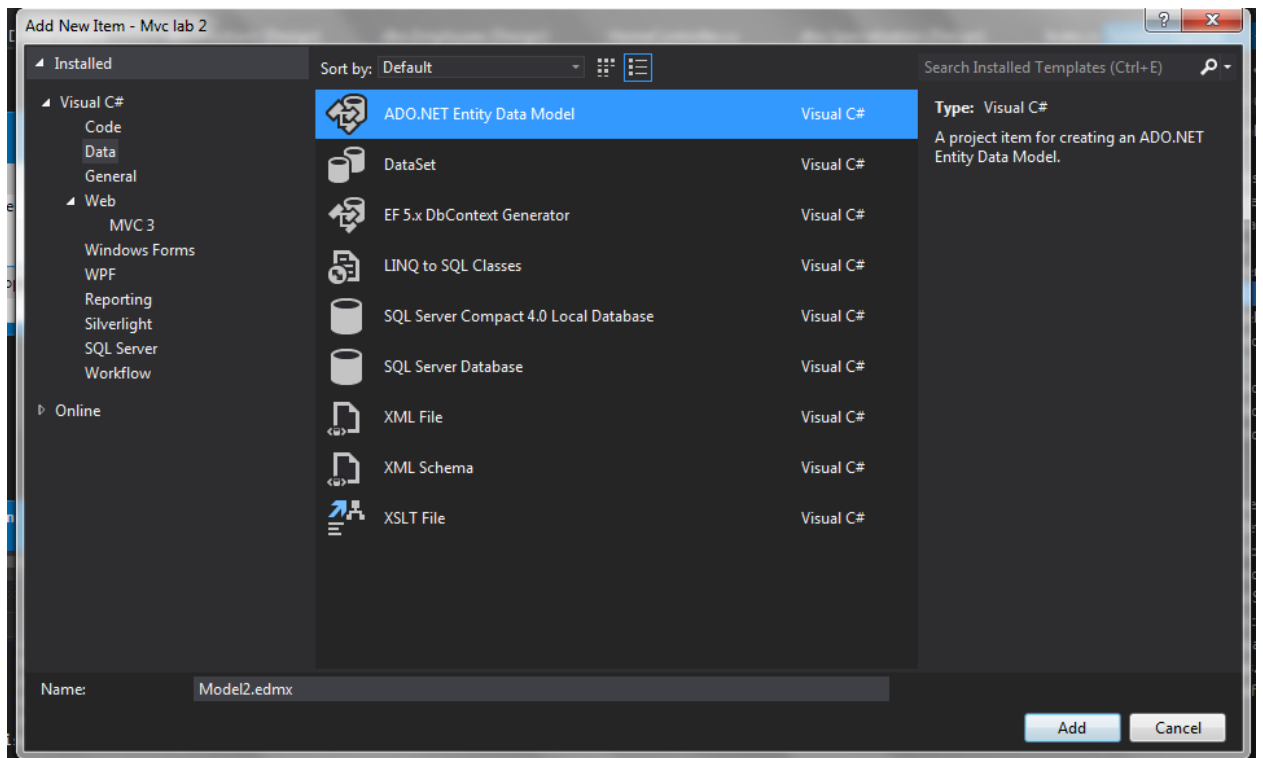 Add New Item - Mvc lab 2
? x
Installed
Sort by: Default
Search Installed Templates (Ctrl+E)
Visual C#
Code
Data
General
Web
MVC 3
Windows Forms
WPF
Reporting
Silverlight
SQL Server
Workflow
Online
ADO.NET Entity Data Model Visual C#
DataSet Visual C#
EF 5.x DbContext Generator Visual C#
LINQ to SQL Classes Visual C#
SQL Server Compact 4.0 Local Database Visual C#
SQL Server Database Visual C#
XML File Visual C#
XML Schema Visual C#
XSLT File Visual C#
Type: Visual C#
A project item for creating an ADO.NET
Entity Data Model.
Name: Model2.edmx
Add Cancel